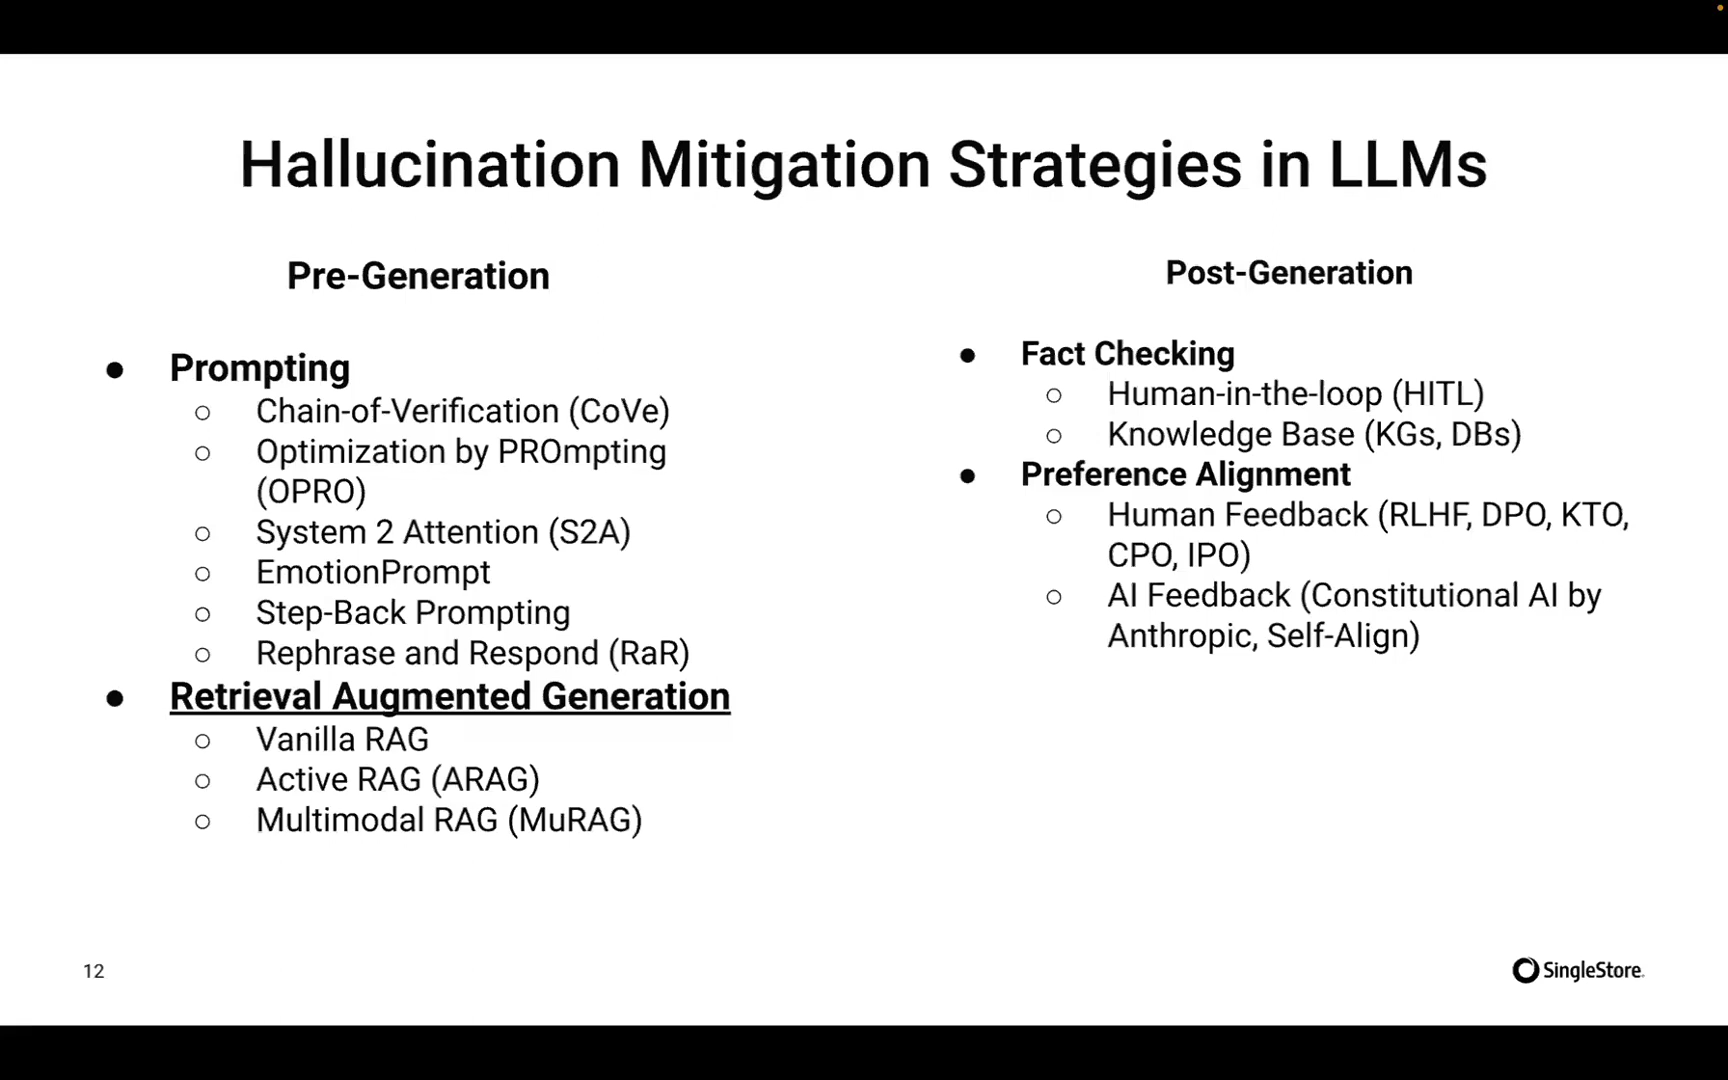 Hallucination Mitigation Strategies in LLMs
Pre-Generation
● Prompting
○ Chain-of-Verification (CoVe)
○ Optimization by PROmpting
(OPRO)
○ System 2 Attention (S2A)
○ EmotionPrompt
○ Step-Back Prompting
○ Rephrase and Respond (RaR)
● Retrieval Augmented Generation
○ Vanilla RAG
○ Active RAG (ARAG)
○ Multimodal RAG (MuRAG)
Post-Generation
● Fact Checking
○ Human-in-the-loop (HITL)
○ Knowledge Base (KGs, DBs)
● Preference Alignment
○ Human Feedback (RLHF, DPO, KTO,
CPO, IPO)
○ AI Feedback (Constitutional AI by
Anthropic, Self-Align)
12
SingleStore